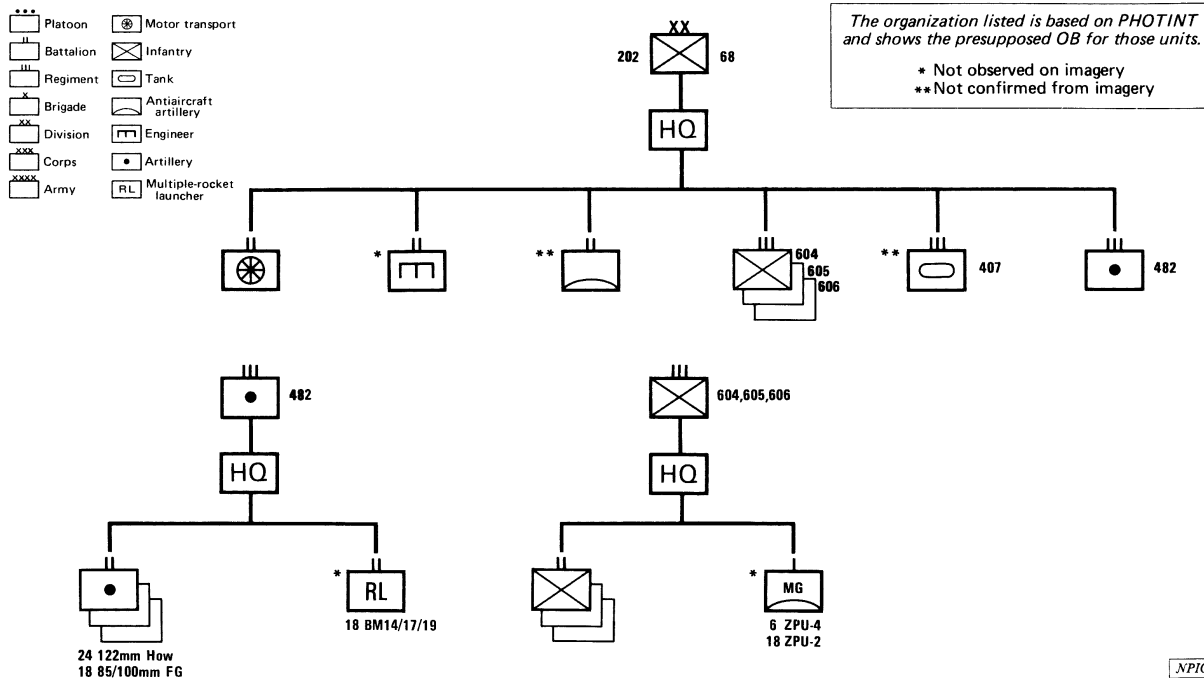 Platoon
Motor transport
Battalion
Infantry
Regiment
Tank
Brigade
Antiaircraft
artillery
Division
Engineer
Corps
Artillery
Army
RL Multiple-rocket
launcher
XX
202 68
HQ
The organization listed is based on PHOTINT
and shows the presupposed OB for those units.
* Not observed on imagery
** Not confirmed from imagery
*
**
604
605
606
** 407
482
482
HQ
24 122mm How
18 85/100mm FG
* RL
18 BM14/17/19
604,605,606
HQ
* MG
6 ZPU-4
18 ZPU-2
NPIC